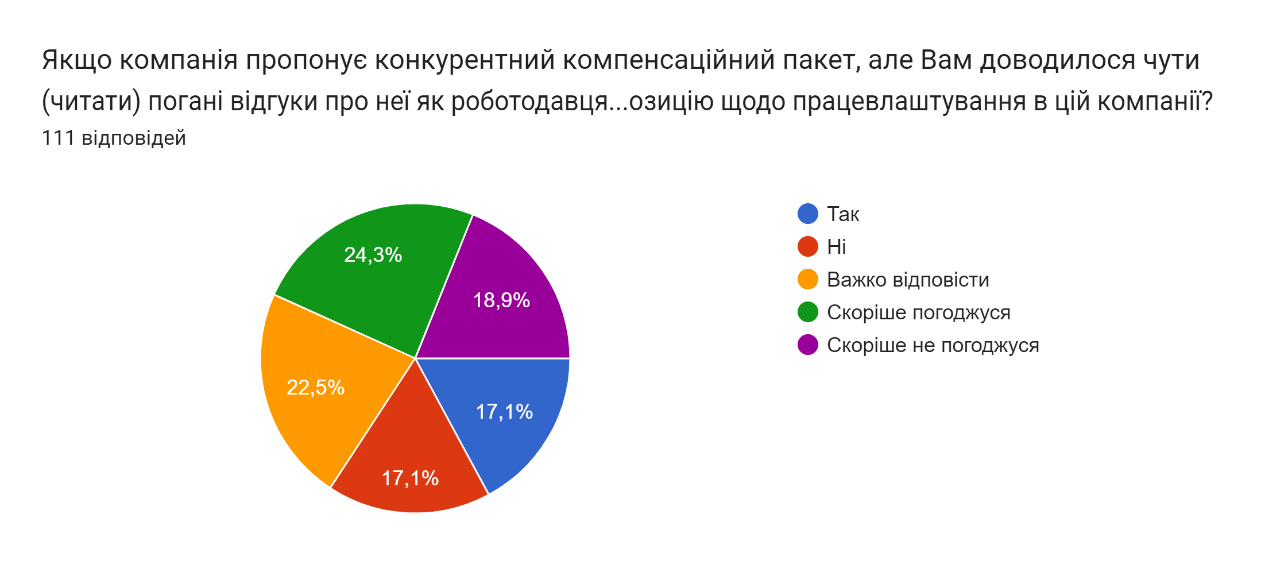 Якщо компанія пропонує конкурентний компенсаційний пакет, але Вам доводилося чути
(читати) погані відгуки про неї як роботодавця...озицію щодо працевлаштування в цій компанії?
111 відповідей
24,3%
18,9%
22,5%
17,1%
17,1%
Так
Ні
Важко відповісти
Скоріше погоджуся
Скоріше не погоджуся